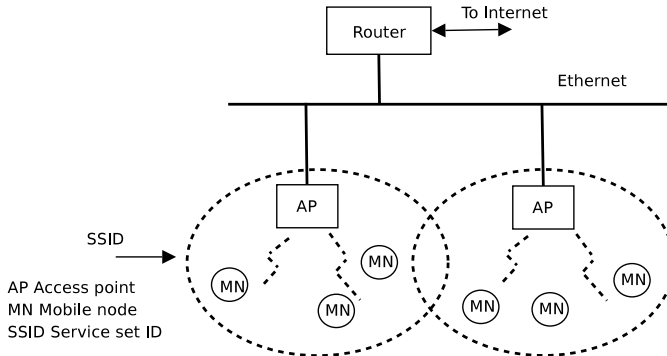 To Internet
Router
Ethernet
AP
AP
SSID
MN
MN
MN
MN
MN
MN
AP Access point
MN Mobile node
SSID Service set ID